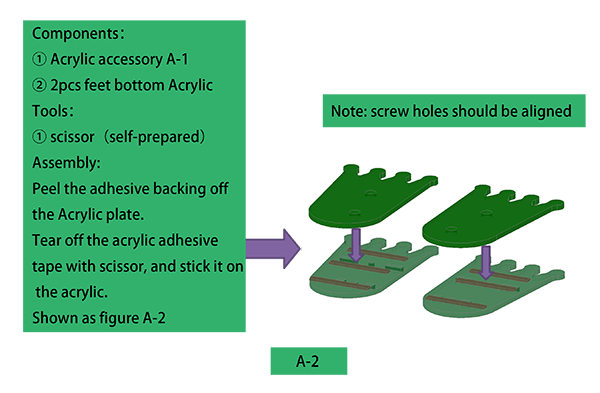 Components:
① Acrylic accessory A-1
② 2pcs feet bottom Acrylic
Tools:
① scissor（self-prepared）
Assembly:
Peel the adhesive backing off
the Acrylic plate.
Tear off the acrylic adhesive
tape with scissor, and stick it on
the acrylic.
Shown as figure A-2
Note: screw holes should be aligned
A-2